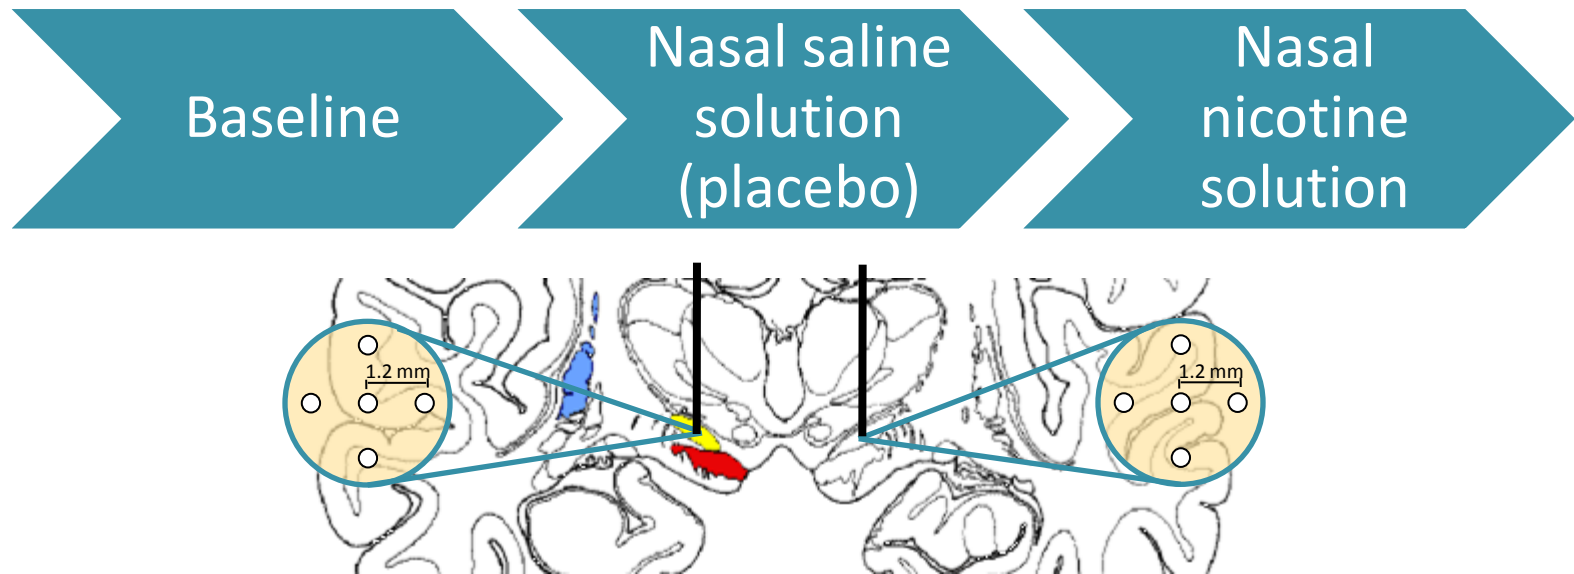 Baseline
Nasal saline
solution
(placebo)
Nasal
nicotine
solution
1.2 mm
1.2 mm